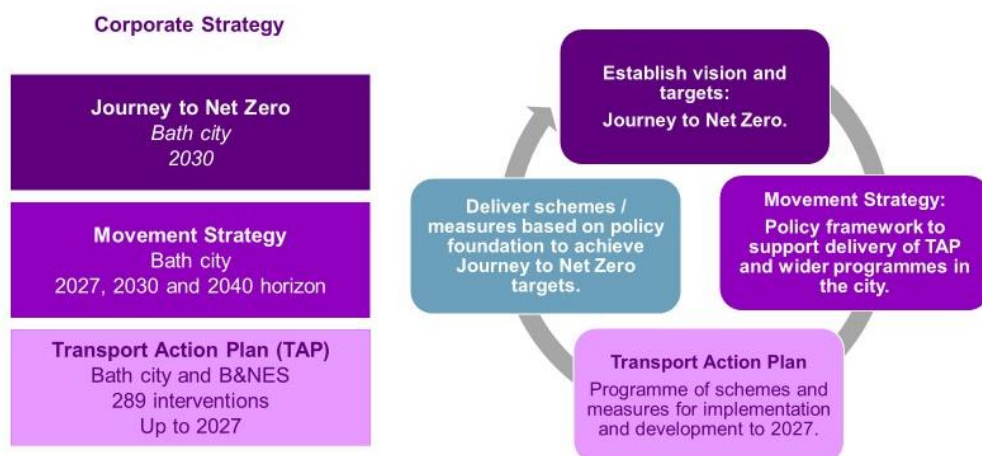 Corporate Strategy
Journey to Net Zero
Bath city
2030
Movement Strategy
Bath city
2027, 2030 and 2040 horizon
Transport Action Plan (TAP)
Bath city and B&NES
289 interventions
Up to 2027
Establish vision and
targets:
Journey to Net Zero.
Movement Strategy:
Policy framework to
support delivery of TAP
and wider programmes in
the city.
Transport Action Plan
Programme of schemes and
measures for implementation
and development to 2027.
Deliver schemes /
measures based on policy
foundation to achieve
Journey to Net Zero
targets.